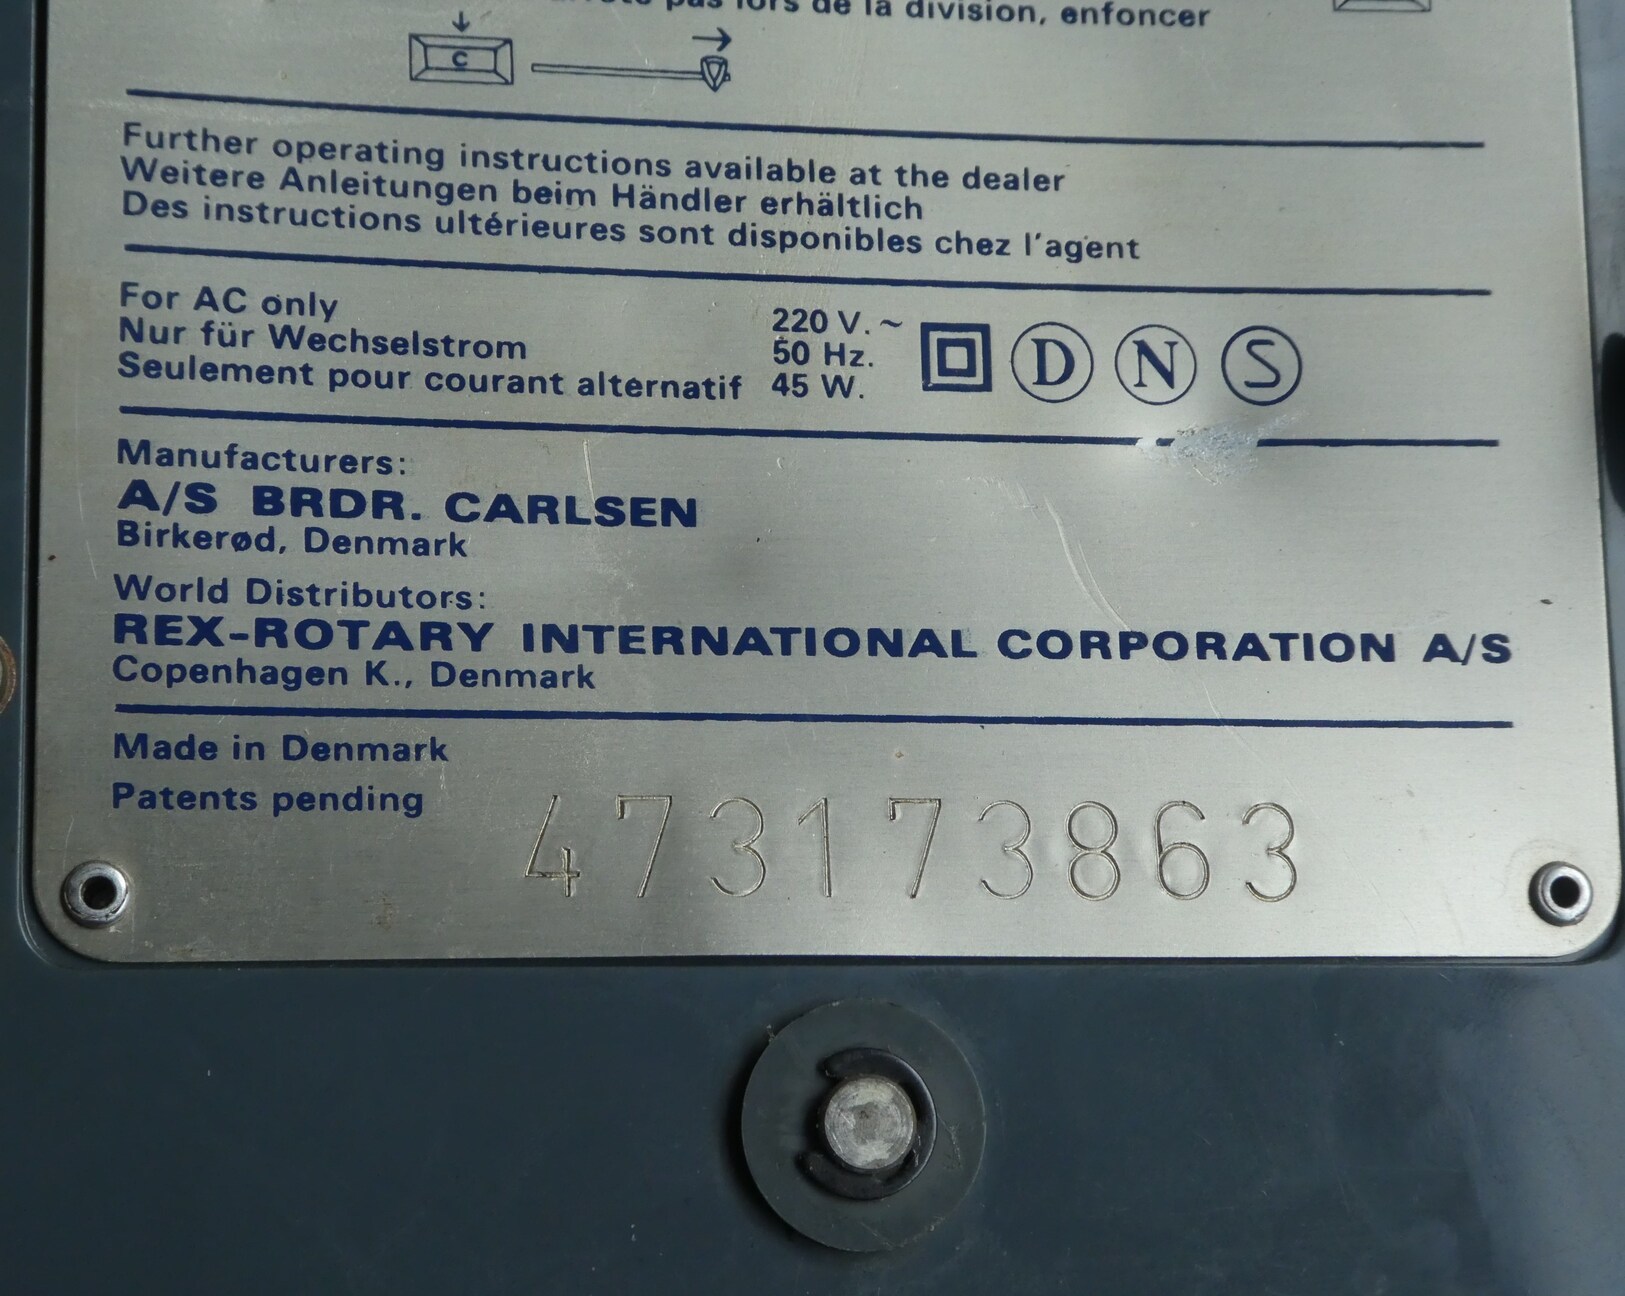 pas lors de la division, enfoncer
C
Further operating instructions available at the dealer
Weitere Anleitungen beim Händler erhältlich
Des instructions ultérieures sont disponibles chez l'agent
For AC only
Nur für Wechselstrom
Seulement pour courant alternatif
220 V. ~
50 Hz.
45 W.
D N S
Manufacturers:
A/S BRDR. CARLSEN
Birkerød, Denmark
World Distributors:
REX-ROTARY INTERNATIONAL CORPORATION A/S
Copenhagen K., Denmark
Made in Denmark
Patents pending
473173863